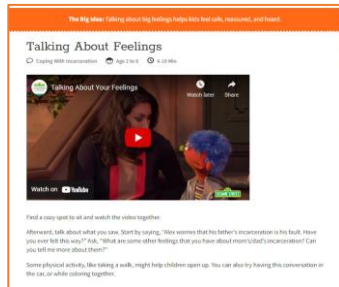 The Big Idea: Talking about big feelings helps kids feel safe, reassured, and heard.
Talking About Feelings
Coping With Incarceration Age 2 to 8 4-10 Min
Talking About Your Feelings
Watch later Share
Watch on YouTube
SESAME STREET
Find a cozy spot to sit and watch the video together.
Afterward, talk about what you saw. Start by saying, "Alex worries that his father's incarceration is his fault. Have
you ever felt this way?" Ask, "What are some other feelings that you have about mom's/dad's incarceration? Can
you tell me more about them?"
Some physical activity, like taking a walk, might help children open up. You can also try having this conversation in
the car, or while coloring together.